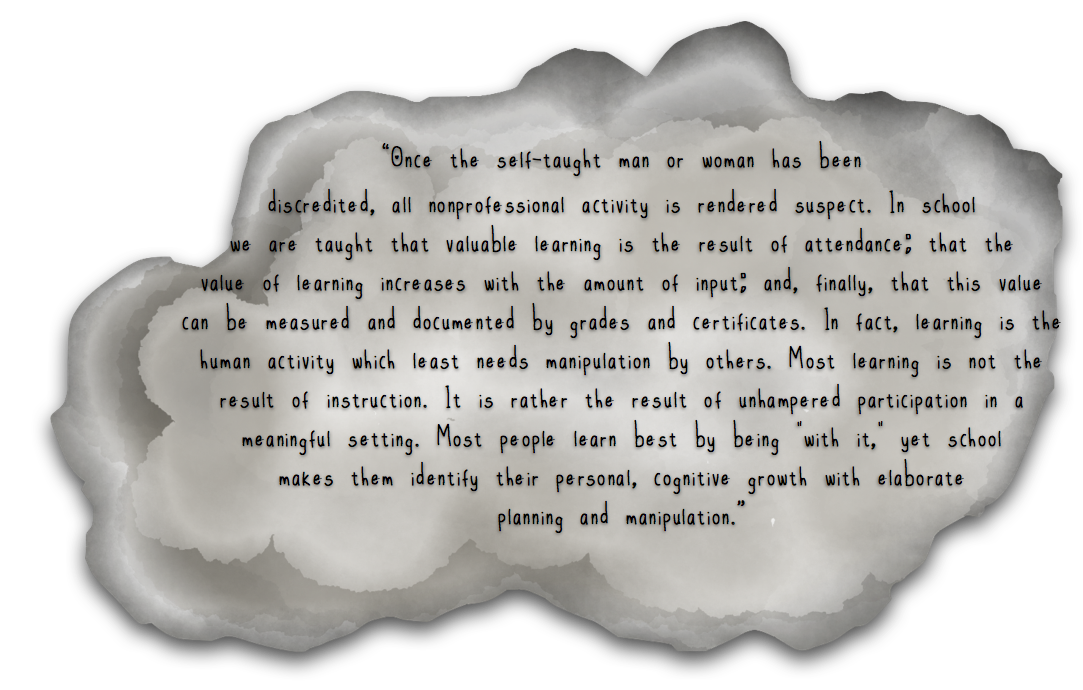 “Once the self-taught man or woman has been
discredited, all nonprofessional activity is rendered suspect. In school
we are taught that valuable learning is the result of attendance; that the
value of learning increases with the amount of input; and, finally, that this value
can be measured and documented by grades and certificates. In fact, learning is the
human activity which least needs manipulation by others. Most learning is not the
result of instruction. It is rather the result of unhampered participation in a
meaningful setting. Most people learn best by being "with it," yet school
makes them identify their personal, cognitive growth with elaborate
planning and manipulation.”